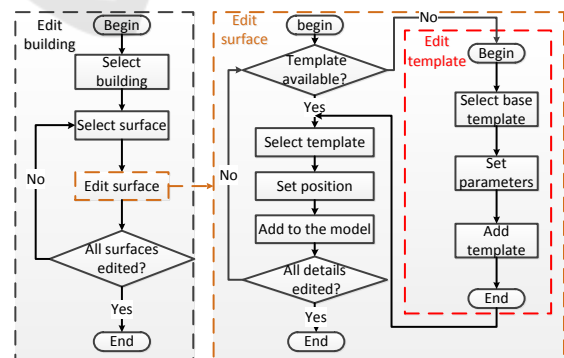 Edit
building
Begin
Select
building
Select surface
No
Edit surface
All surfaces
edited?
Yes
End
Edit
surface
begin
Template
available?
No
Yes
Select template
No
Set position
Add to the model
All details
edited?
Yes
End
Edit
template
Begin
Select base
template
Set
parameters
Add
template
End